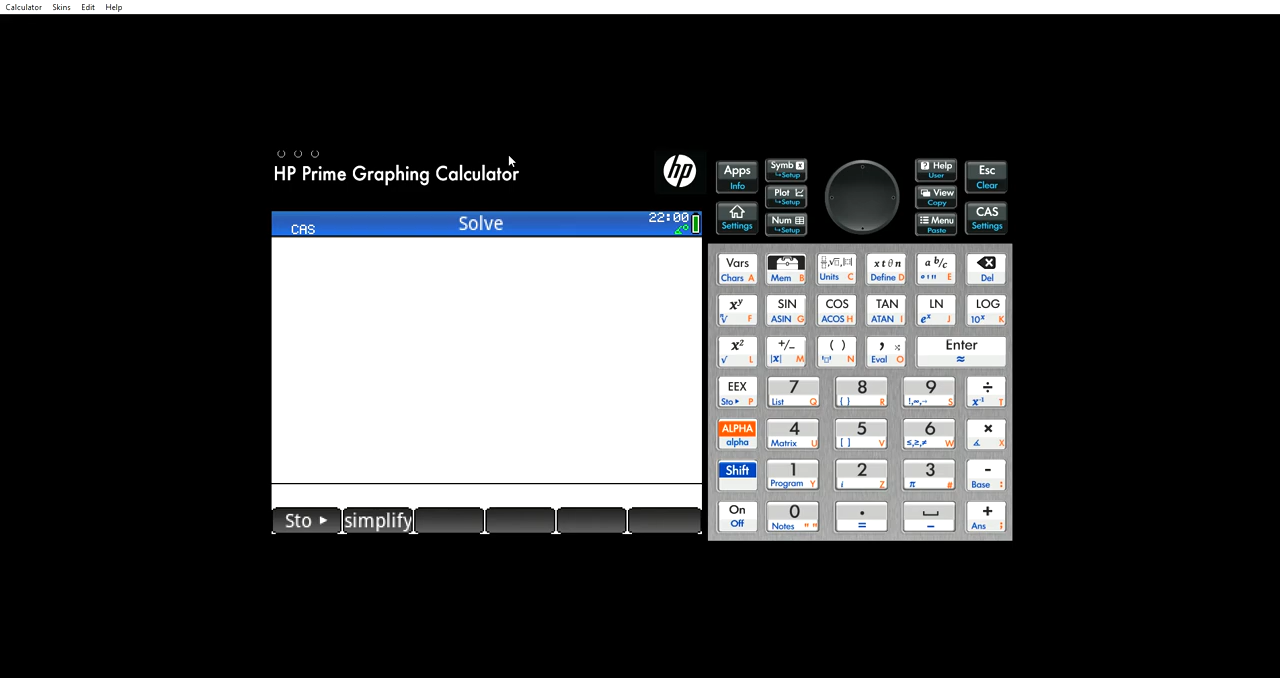 Calculator Skins Edit Help
HP Prime Graphing Calculator
hp
CAS Solve 22:00
Sto ▸ simplify
Apps Info
Symb Setup
Help User
Esc Clear
Plot Setup
View Copy
Settings
Num Setup
Menu Paste
CAS Settings
Vars Chars A
Mem B
Units C
x t θ n Define D
a b/c E
Del
xʸ F
SIN ASIN G
COS ACOS H
TAN ATAN I
LN eˣ J
LOG 10ˣ K
x² √ L
+/− |x| M
( ) N
, Eval O
Enter ≈
EEX Sto ▸ P
7 List Q
8 { } R
9 !,∞,→ S
÷ x⁻¹ T
ALPHA alpha
4 Matrix U
5 [ ] V
6 ≤,≥,≠ W
× ∡ X
Shift
1 Program Y
2 i Z
3 π #
- Base :
On Off
0 Notes " "
. =
␣ _
+ Ans ;